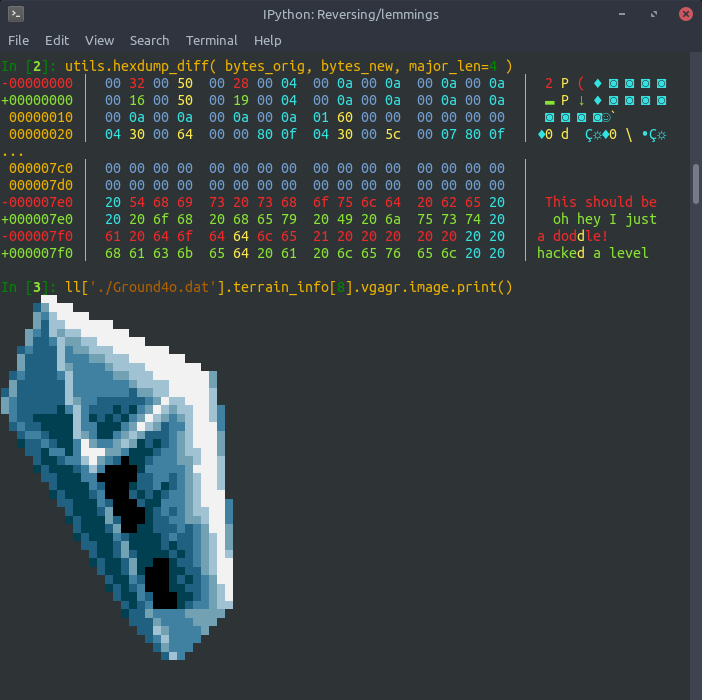 IPython: Reversing/lemmings
File Edit View Search Terminal Help
In [2]: utils.hexdump_diff( bytes_orig, bytes_new, major_len=4 )
-00000000 │ 00 32 00 50 00 28 00 04 00 0a 00 0a 00 0a 00 0a │ 2 P ( ♦ ◙ ◙ ◙ ◙
+00000000 │ 00 16 00 50 00 19 00 04 00 0a 00 0a 00 0a 00 0a │ ▬ P ↓ ♦ ◙ ◙ ◙ ◙
00000010 │ 00 0a 00 0a 00 0a 00 0a 01 60 00 00 00 00 00 00 │ ◙ ◙ ◙ ◙☺`
00000020 │ 04 30 00 64 00 00 80 0f 04 30 00 5c 00 07 80 0f │ ♦0 d Ç☼♦0 \ •Ç☼
...
000007c0 │ 00 00 00 00 00 00 00 00 00 00 00 00 00 00 00 00 │
000007d0 │ 00 00 00 00 00 00 00 00 00 00 00 00 00 00 00 00 │
-000007e0 │ 20 54 68 69 73 20 73 68 6f 75 6c 64 20 62 65 20 │ This should be
+000007e0 │ 20 20 6f 68 20 68 65 79 20 49 20 6a 75 73 74 20 │ oh hey I just
-000007f0 │ 61 20 64 6f 64 64 6c 65 21 20 20 20 20 20 20 20 │ a doddle!
+000007f0 │ 68 61 63 6b 65 64 20 61 20 6c 65 76 65 6c 20 20 │ hacked a level
In [3]: ll['./Ground4o.dat'].terrain_info[8].vgagr.image.print()